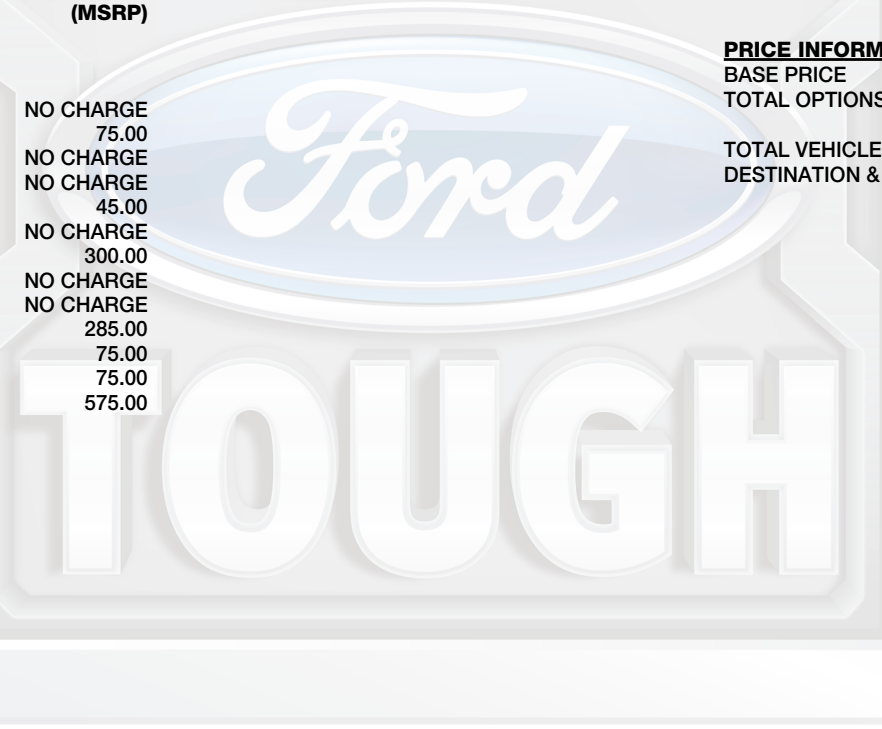 (MSRP)
NO CHARGE
75.00
NO CHARGE
NO CHARGE
45.00
NO CHARGE
300.00
NO CHARGE
NO CHARGE
285.00
75.00
75.00
575.00
PRICE INFORM
BASE PRICE
TOTAL OPTIONS
TOTAL VEHICLE
DESTINATION &
Ford
TOUGH